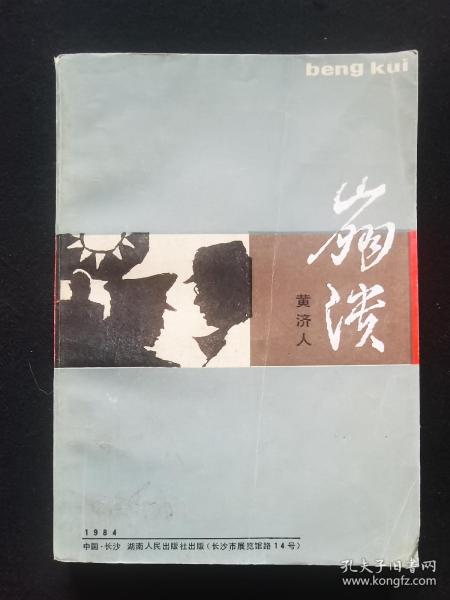 beng kui
崩溃
黄济人
1984
中国·长沙 湖南人民出版社出版(长沙市展览馆路14号)
孔夫子旧书网
kongfz.com